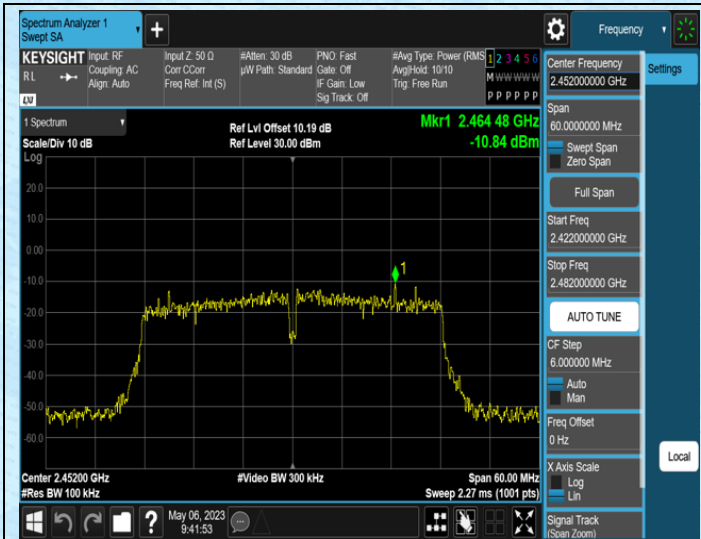 Spectrum Analyzer 1
Swept SA
+
Frequency
KEYSIGHT
RL
LXI
Input: RF
Coupling: AC
Align: Auto
Input Z: 50 Ω
Corr CCorr
Freq Ref: Int (S)
#Atten: 30 dB
µW Path: Standard
PNO: Fast
Gate: Off
IF Gain: Low
Sig Track: Off
#Avg Type: Power (RMS
Avg|Hold: 10/10
Trig: Free Run
1 2 3 4 5 6
M W W W W W
P P P P P P
Center Frequency
2.452000000 GHz
Settings
Span
60.0000000 MHz
Swept Span
Zero Span
Full Span
Start Freq
2.422000000 GHz
Stop Freq
2.482000000 GHz
AUTO TUNE
CF Step
6.000000 MHz
Auto
Man
Freq Offset
0 Hz
X Axis Scale
Log
Lin
Signal Track
(Span Zoom)
Local
1 Spectrum
Scale/Div 10 dB
Log
Ref Lvl Offset 10.19 dB
Ref Level 30.00 dBm
Mkr1 2.464 48 GHz
-10.84 dBm
20.0
10.0
0.00
-10.0
-20.0
-30.0
-40.0
-50.0
-60.0
1
Center 2.45200 GHz
#Res BW 100 kHz
#Video BW 300 kHz
Span 60.00 MHz
Sweep 2.27 ms (1001 pts)
?
May 06, 2023
9:41:53